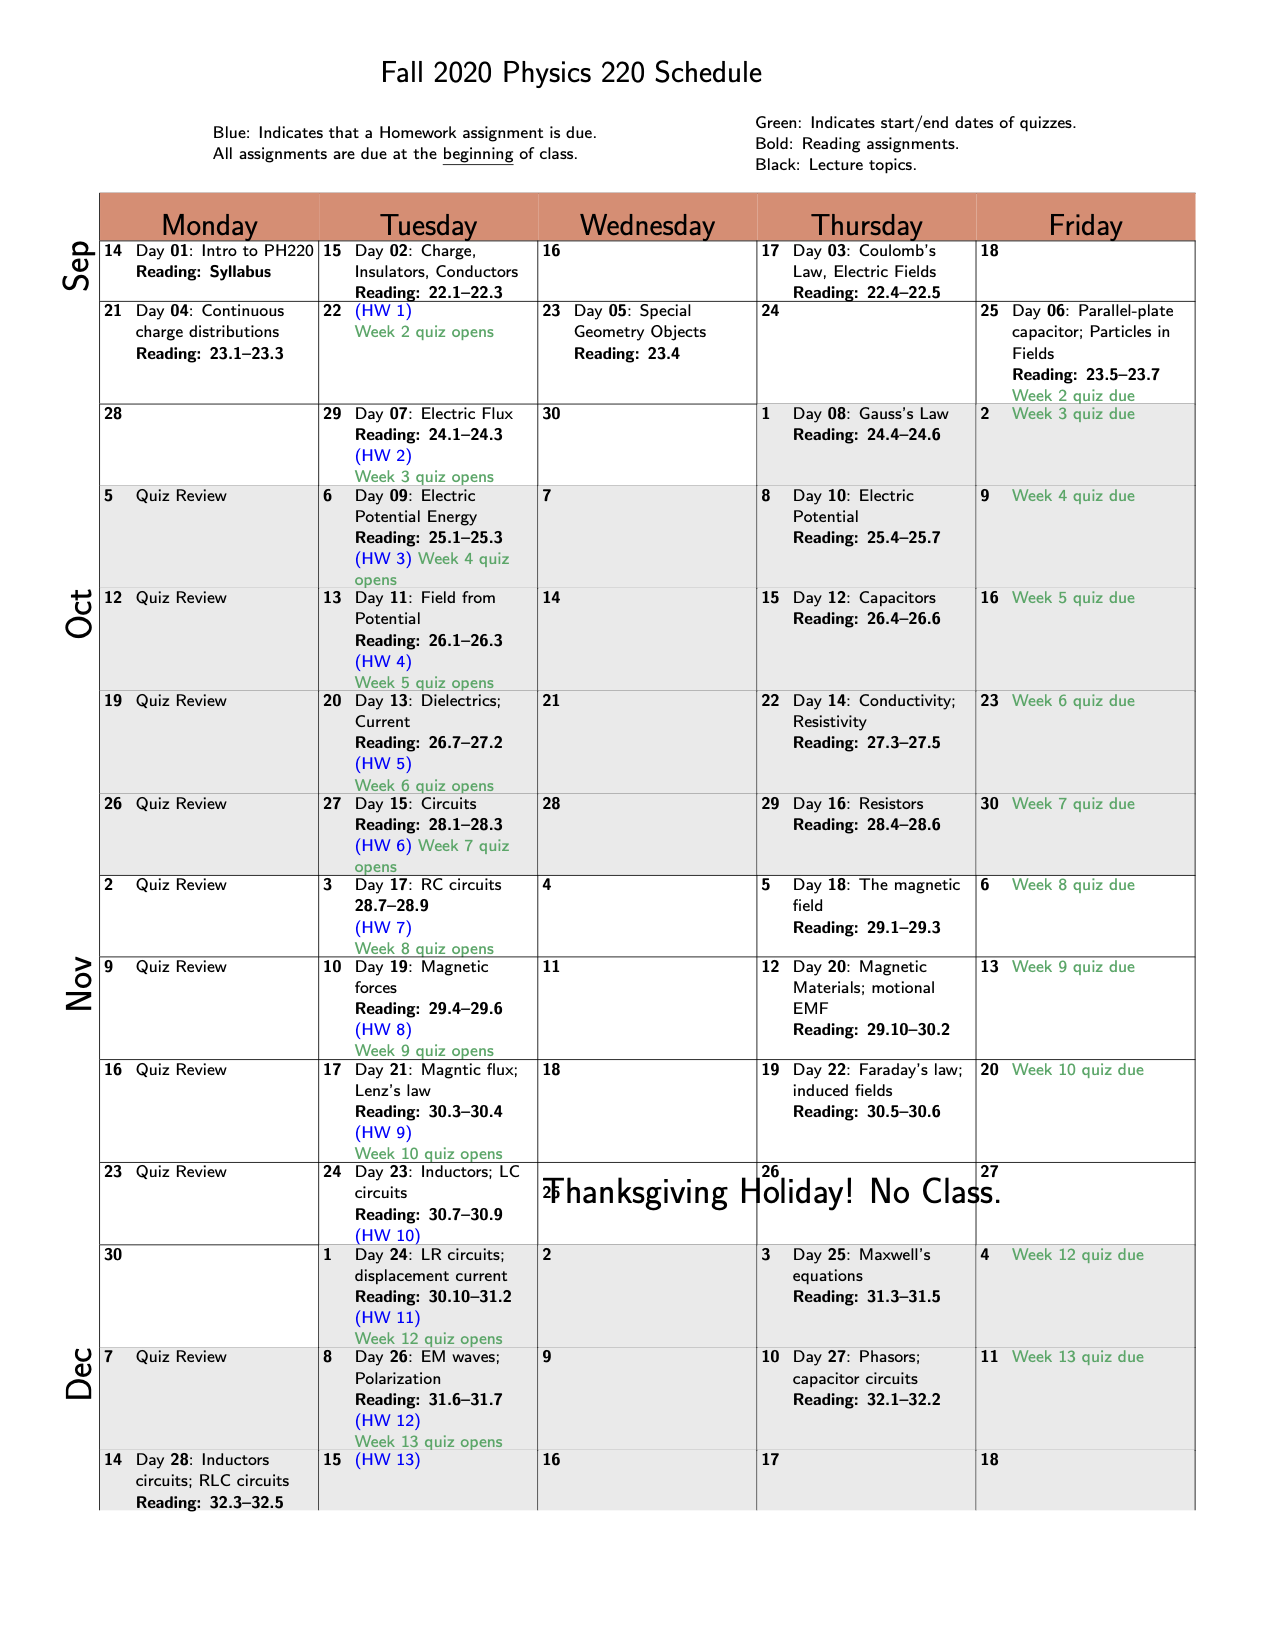 Fall 2020 Physics 220 Schedule
Blue: Indicates that a Homework assignment is due.
All assignments are due at the beginning of class.
Green: Indicates start/end dates of quizzes.
Bold: Reading assignments.
Black: Lecture topics.
Monday
Tuesday
Wednesday
Thursday
Friday
Sep
14 Day 01: Intro to PH220
Reading: Syllabus
15 Day 02: Charge,
Insulators, Conductors
Reading: 22.1–22.3
16
17 Day 03: Coulomb's
Law, Electric Fields
Reading: 22.4–22.5
18
21 Day 04: Continuous
charge distributions
Reading: 23.1–23.3
22 (HW 1)
Week 2 quiz opens
23 Day 05: Special
Geometry Objects
Reading: 23.4
24
25 Day 06: Parallel-plate
capacitor; Particles in
Fields
Reading: 23.5–23.7
Week 2 quiz due
28
29 Day 07: Electric Flux
Reading: 24.1–24.3
(HW 2)
Week 3 quiz opens
30
1 Day 08: Gauss's Law
Reading: 24.4–24.6
2 Week 3 quiz due
5 Quiz Review
6 Day 09: Electric
Potential Energy
Reading: 25.1–25.3
(HW 3) Week 4 quiz
opens
7
8 Day 10: Electric
Potential
Reading: 25.4–25.7
9 Week 4 quiz due
Oct
12 Quiz Review
13 Day 11: Field from
Potential
Reading: 26.1–26.3
(HW 4)
Week 5 quiz opens
14
15 Day 12: Capacitors
Reading: 26.4–26.6
16 Week 5 quiz due
19 Quiz Review
20 Day 13: Dielectrics;
Current
Reading: 26.7–27.2
(HW 5)
Week 6 quiz opens
21
22 Day 14: Conductivity;
Resistivity
Reading: 27.3–27.5
23 Week 6 quiz due
26 Quiz Review
27 Day 15: Circuits
Reading: 28.1–28.3
(HW 6) Week 7 quiz
opens
28
29 Day 16: Resistors
Reading: 28.4–28.6
30 Week 7 quiz due
2 Quiz Review
3 Day 17: RC circuits
28.7–28.9
(HW 7)
Week 8 quiz opens
4
5 Day 18: The magnetic
field
Reading: 29.1–29.3
6 Week 8 quiz due
Nov
9 Quiz Review
10 Day 19: Magnetic
forces
Reading: 29.4–29.6
(HW 8)
Week 9 quiz opens
11
12 Day 20: Magnetic
Materials; motional
EMF
Reading: 29.10–30.2
13 Week 9 quiz due
16 Quiz Review
17 Day 21: Magntic flux;
Lenz's law
Reading: 30.3–30.4
(HW 9)
Week 10 quiz opens
18
19 Day 22: Faraday's law;
induced fields
Reading: 30.5–30.6
20 Week 10 quiz due
23 Quiz Review
24 Day 23: Inductors; LC
circuits
Reading: 30.7–30.9
(HW 10)
25
Thanksgiving Holiday! No Class.
26
27
30
1 Day 24: LR circuits;
displacement current
Reading: 30.10–31.2
(HW 11)
Week 12 quiz opens
2
3 Day 25: Maxwell's
equations
Reading: 31.3–31.5
4 Week 12 quiz due
Dec
7 Quiz Review
8 Day 26: EM waves;
Polarization
Reading: 31.6–31.7
(HW 12)
Week 13 quiz opens
9
10 Day 27: Phasors;
capacitor circuits
Reading: 32.1–32.2
11 Week 13 quiz due
14 Day 28: Inductors
circuits; RLC circuits
Reading: 32.3–32.5
15 (HW 13)
16
17
18